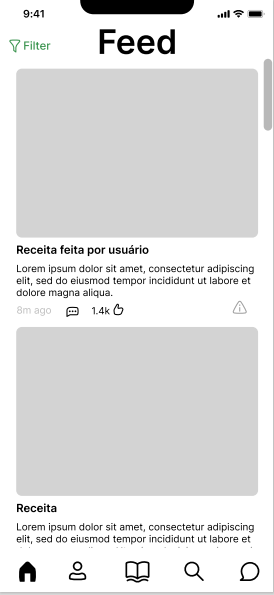 9:41
Filter
Feed
Receita feita por usuário
Lorem ipsum dolor sit amet, consectetur adipiscing
elit, sed do eiusmod tempor incididunt ut labore et
dolore magna aliqua.
8m ago 1.4k
Receita
Lorem ipsum dolor sit amet, consectetur adipiscing
elit, sed do eiusmod tempor incididunt ut labore et